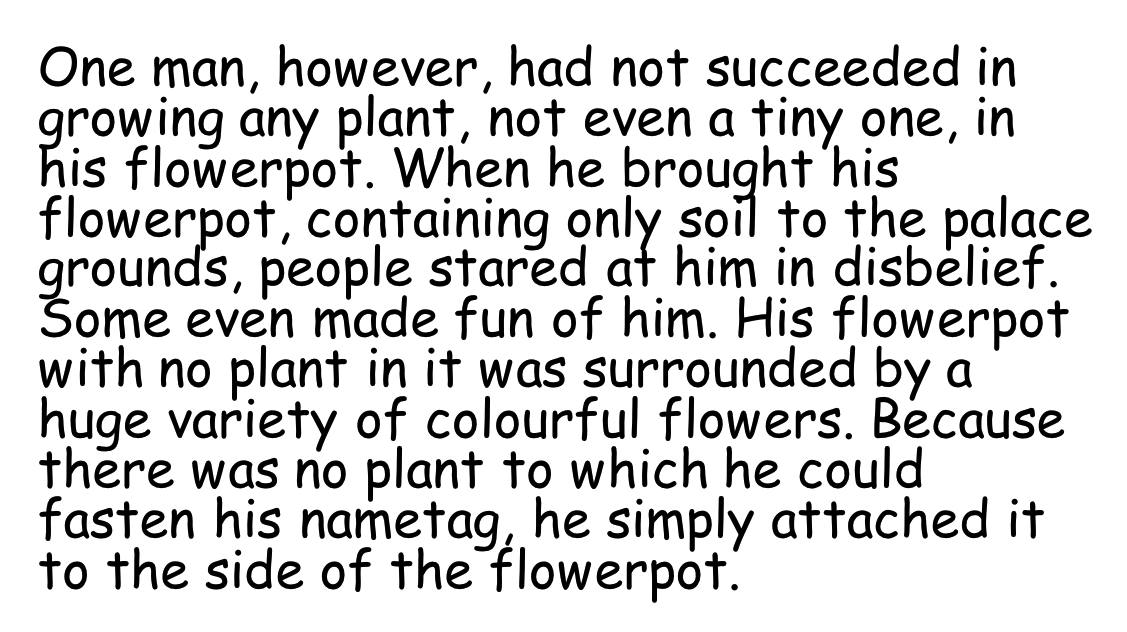 One man, however, had not succeeded in
growing any plant, not even a tiny one, in
his flowerpot. When he brought his
flowerpot, containing only soil to the palace
grounds, people stared at him in disbelief.
Some even made fun of him. His flowerpot
with no plant in it was surrounded by a
huge variety of colourful flowers. Because
there was no plant to which he could
fasten his nametag, he simply attached it
to the side of the flowerpot.